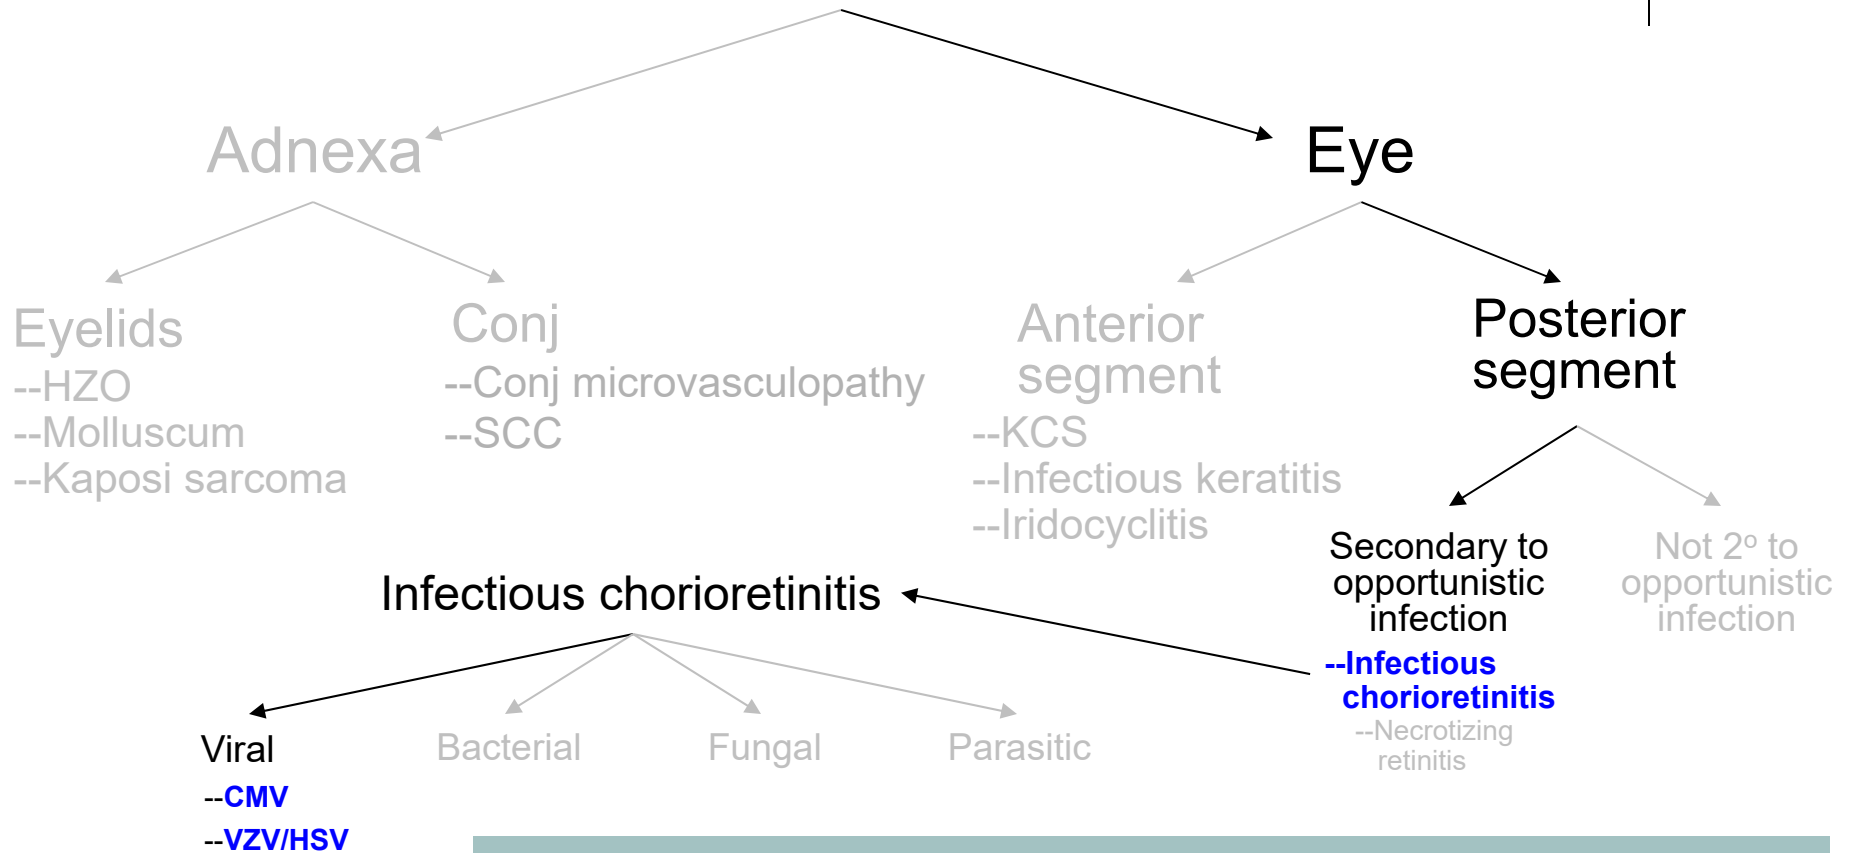 Adnexa
Eye
Eyelids
--HZO
--Molluscum
--Kaposi sarcoma
Conj
--Conj microvasculopathy
--SCC
Anterior
segment
--KCS
--Infectious keratitis
--Iridocyclitis
Posterior
segment
Secondary to
opportunistic
infection
--Infectious
chorioretinitis
--Necrotizing
retinitis
Not 2º to
opportunistic
infection
Infectious chorioretinitis
Viral
--CMV
--VZV/HSV
Bacterial
Fungal
Parasitic